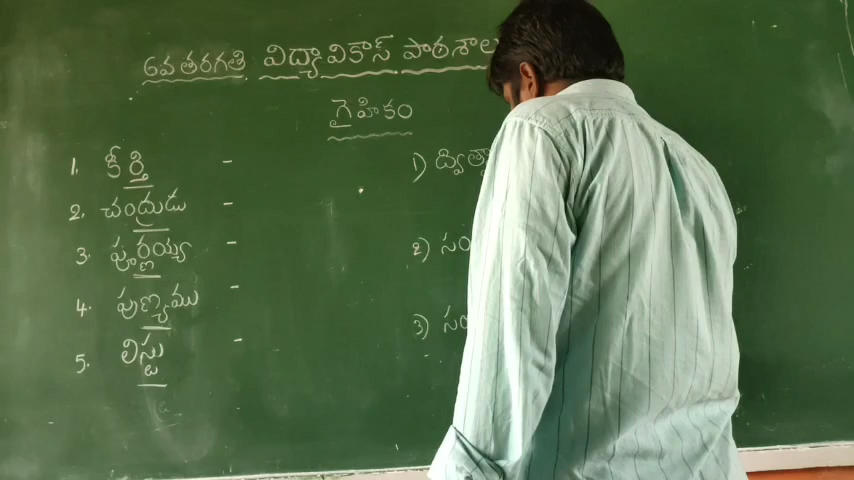 6వ తరగతి విద్యావికాస్ పాఠశాల
గైహికం
1. కీర్తి -
2. చంద్రుడు -
3. పూర్ణయ్య -
4. పుణ్యము -
5. లిస్టు -
1) ద్విత్వా
2) సం
3) సం